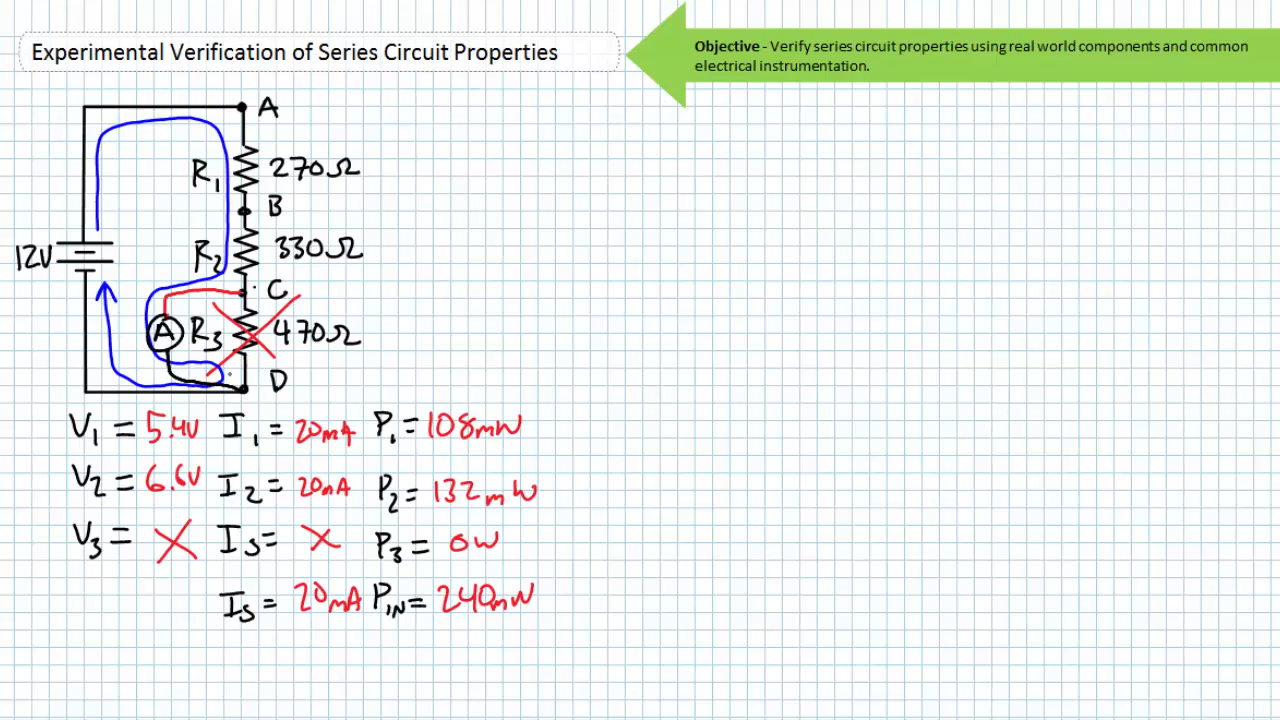 Experimental Verification of Series Circuit Properties
Objective - Verify series circuit properties using real world components and common
electrical instrumentation.
A
R1 270Ω
B
12V
R2 330Ω
C
A R3 470Ω
D
V1 = 5.4V I1 = 20mA P1 = 108mW
V2 = 6.6V I2 = 20mA P2 = 132mW
V3 = X I3 = X P3 = 0W
IS = 20mA PIN = 240mW